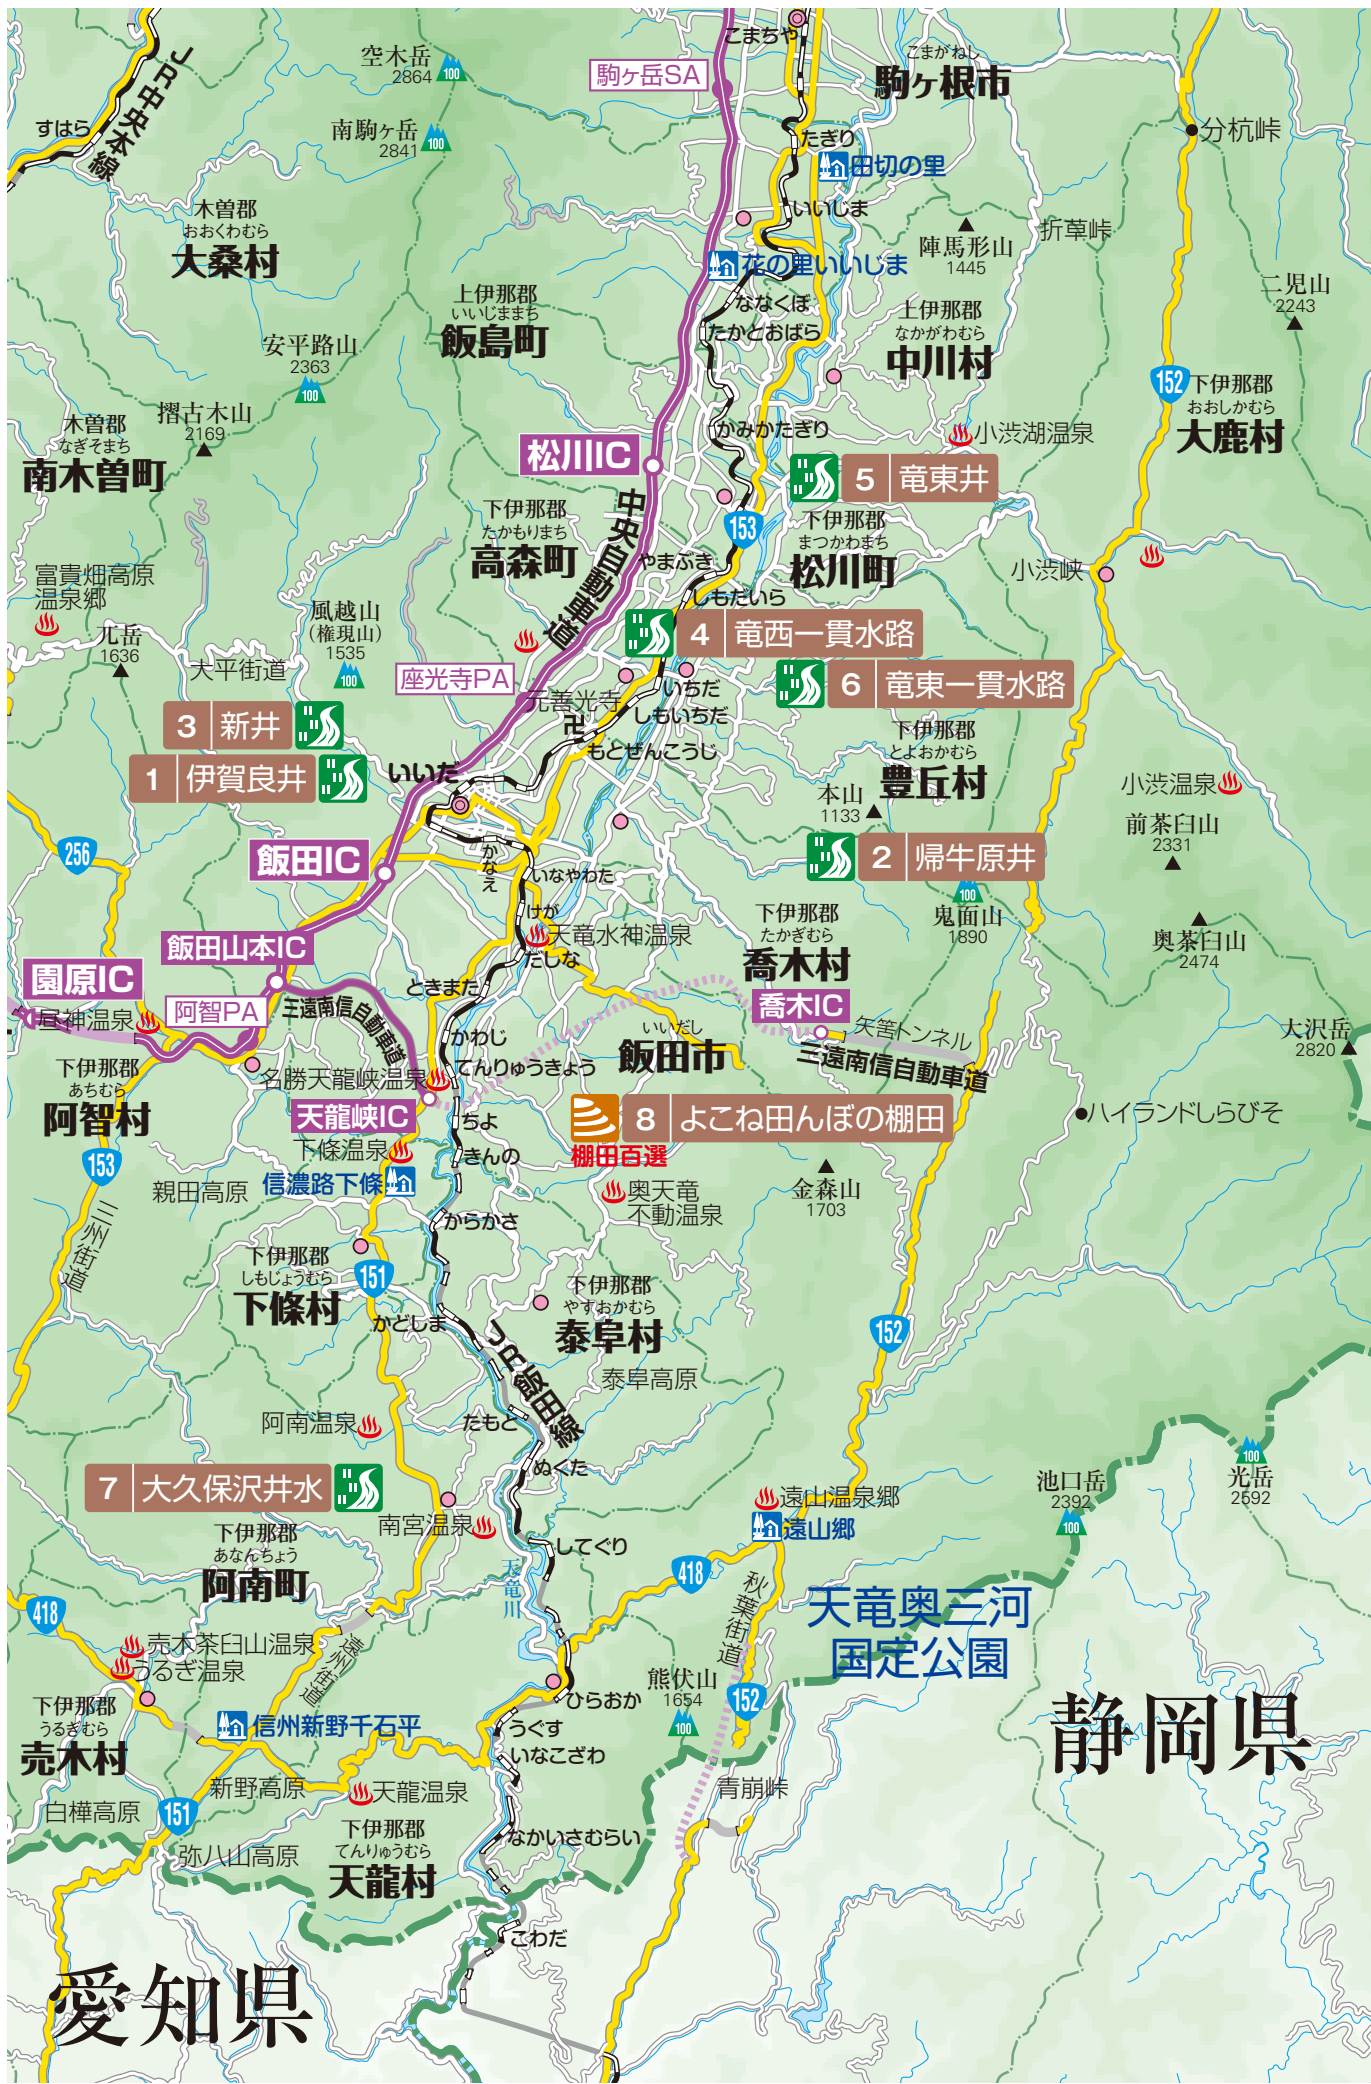 こまちや
空木岳
2864
100
駒ヶ岳SA
こまがねし
駒ヶ根市
JR中央本線
すはら
南駒ヶ岳
2841
100
たぎり
田切の里
分杭峠
木曽郡
おおくわむら
大桑村
いいじま
陣馬形山
1445
折草峠
花の里いいじま
二児山
2243
上伊那郡
いいじままち
飯島町
ななくぼ
たかとおばら
上伊那郡
なかがわむら
中川村
安平路山
2363
100
152
下伊那郡
おおしかむら
大鹿村
摺古木山
2169
木曽郡
なぎそまち
南木曽町
かみかたぎり
小渋湖温泉
松川IC
5 竜東井
中央自動車道
153
下伊那郡
たかもりまち
高森町
下伊那郡
まつかわまち
松川町
やまぶき
小渋峡
しもだいら
富貴畑高原
温泉郷
兀岳
1636
風越山
(権現山)
1535
100
4 竜西一貫水路
大平街道
座光寺PA
元善光寺
いちだ
6 竜東一貫水路
しもいちだ
3 新井
もとぜんこうじ
下伊那郡
とよおかむら
豊丘村
1 伊賀良井
いいだ
本山
1133
小渋温泉
前茶臼山
2331
256
飯田IC
かなえ
いなやわた
2 帰牛原井
100
鬼面山
1890
けが
天竜水神温泉
だしな
下伊那郡
たかぎむら
喬木村
奥茶臼山
2474
飯田山本IC
園原IC
昼神温泉
阿智PA
三遠南信自動車道
ときまた
喬木IC
矢筈トンネル
三遠南信自動車道
いいだし
飯田市
大沢岳
2820
かわじ
てんりゅうきょう
名勝天龍峡温泉
下伊那郡
あちむら
阿智村
天龍峡IC
ちよ
8 よこね田んぼの棚田
棚田百選
ハイランドしらびそ
153
下條温泉
きんの
信濃路下條
親田高原
三州街道
奥天竜
不動温泉
金森山
1703
からかさ
下伊那郡
しもじょうむら
下條村
151
下伊那郡
やすおかむら
泰阜村
かどしま
152
JR飯田線
泰阜高原
阿南温泉
たもと
ぬくた
7 大久保沢井水
南宮温泉
遠山温泉郷
遠山郷
池口岳
2392
100
100
光岳
2592
下伊那郡
あなんちょう
阿南町
してぐり
天竜川
418
418
秋葉街道
天竜奥三河
国定公園
売木茶臼山温泉
うるぎ温泉
遠州街道
熊伏山
1654
100
152
下伊那郡
うるぎむら
売木村
ひらおか
信州新野千石平
うぐす
いなこざわ
静岡県
新野高原
天龍温泉
青崩峠
白樺高原
151
弥八山高原
下伊那郡
てんりゅうむら
天龍村
なかいさむらい
こわだ
愛知県